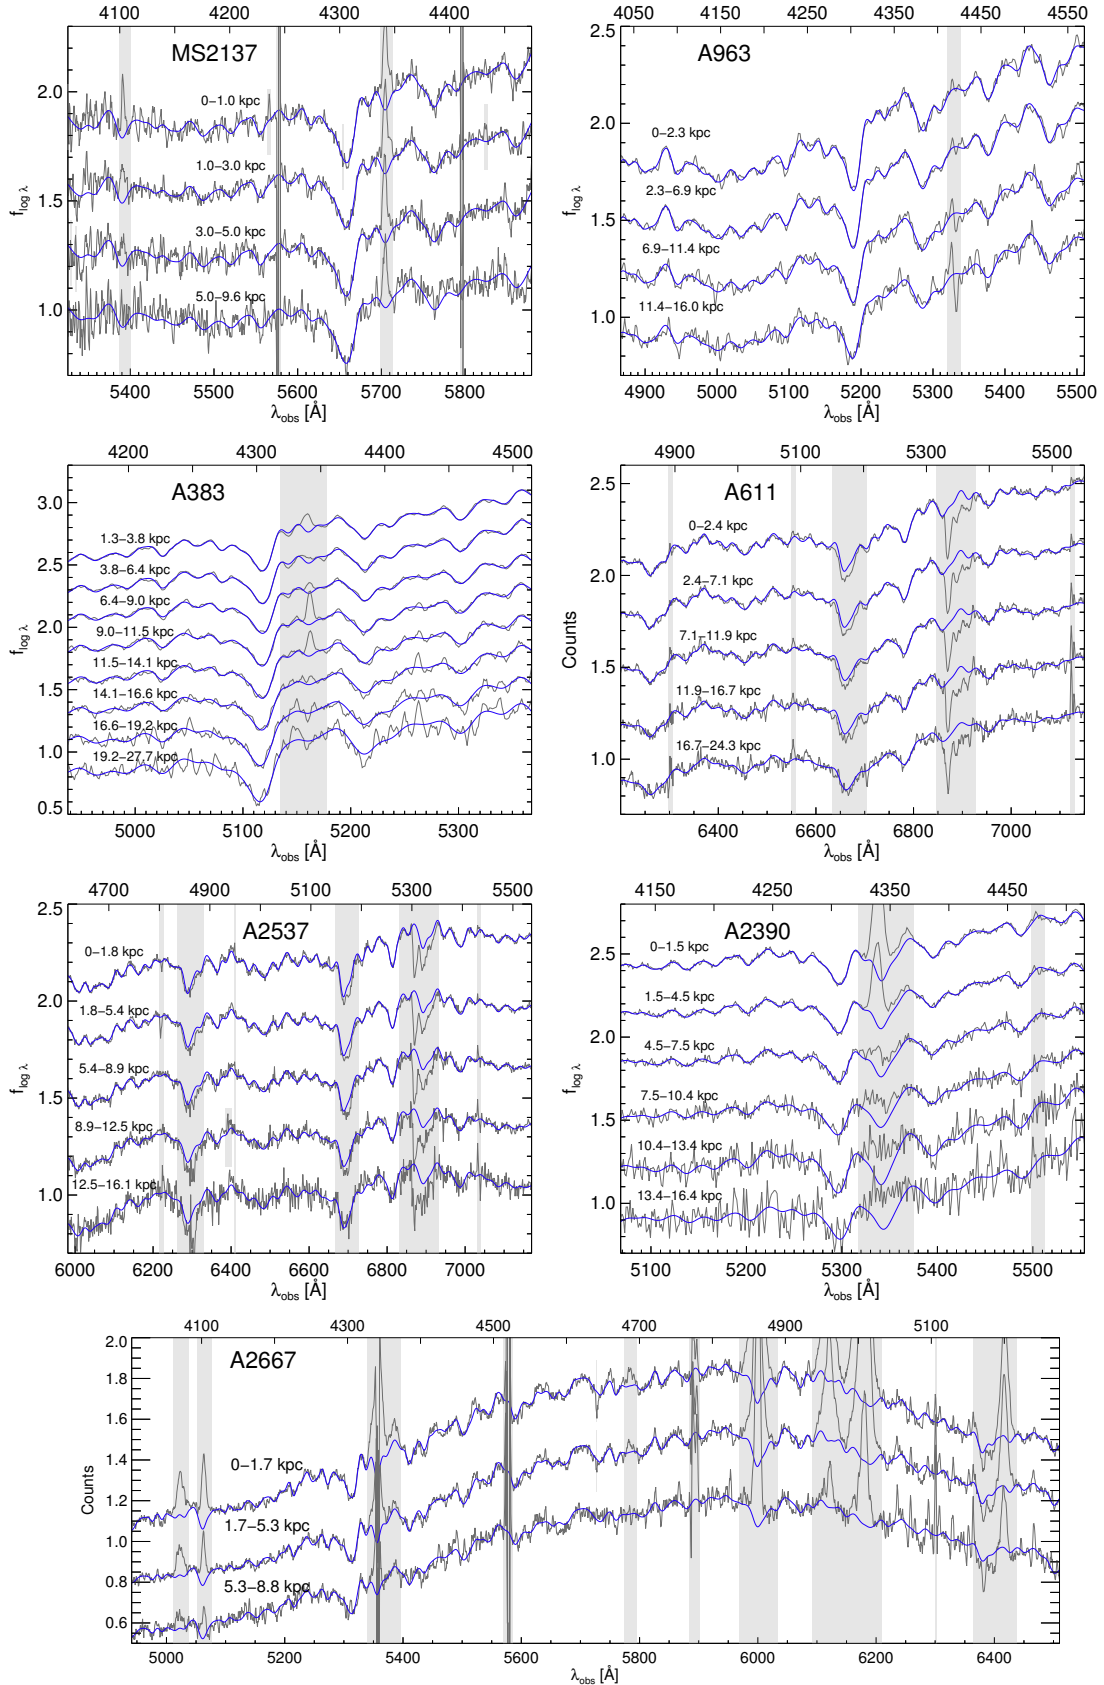 4100 4200 4300 4400
MS2137
0−1.0 kpc
1.0−3.0 kpc
3.0−5.0 kpc
5.0−9.6 kpc
2.0
1.5
1.0
f log λ
5400 5500 5600 5700 5800
λobs [Å]
4050 4150 4250 4350 4450 4550
A963
0−2.3 kpc
2.3−6.9 kpc
6.9−11.4 kpc
11.4−16.0 kpc
2.5
2.0
1.5
1.0
f log λ
4900 5000 5100 5200 5300 5400 5500
λobs [Å]
4200 4300 4400 4500
A383
1.3−3.8 kpc
3.8−6.4 kpc
6.4−9.0 kpc
9.0−11.5 kpc
11.5−14.1 kpc
14.1−16.6 kpc
16.6−19.2 kpc
19.2−27.7 kpc
3.0
2.5
2.0
1.5
1.0
0.5
f log λ
5000 5100 5200 5300
λobs [Å]
4900 5100 5300 5500
A611
0−2.4 kpc
2.4−7.1 kpc
7.1−11.9 kpc
11.9−16.7 kpc
16.7−24.3 kpc
2.5
2.0
1.5
1.0
Counts
6400 6600 6800 7000
λobs [Å]
4700 4900 5100 5300 5500
A2537
0−1.8 kpc
1.8−5.4 kpc
5.4−8.9 kpc
8.9−12.5 kpc
12.5−16.1 kpc
2.5
2.0
1.5
1.0
f log λ
6000 6200 6400 6600 6800 7000
λobs [Å]
4150 4250 4350 4450
A2390
0−1.5 kpc
1.5−4.5 kpc
4.5−7.5 kpc
7.5−10.4 kpc
10.4−13.4 kpc
13.4−16.4 kpc
2.5
2.0
1.5
1.0
f log λ
5100 5200 5300 5400 5500
λobs [Å]
4100 4300 4500 4700 4900 5100
A2667
0−1.7 kpc
1.7−5.3 kpc
5.3−8.8 kpc
2.0
1.8
1.6
1.4
1.2
1.0
0.8
0.6
Counts
5000 5200 5400 5600 5800 6000 6200 6400
λobs [Å]